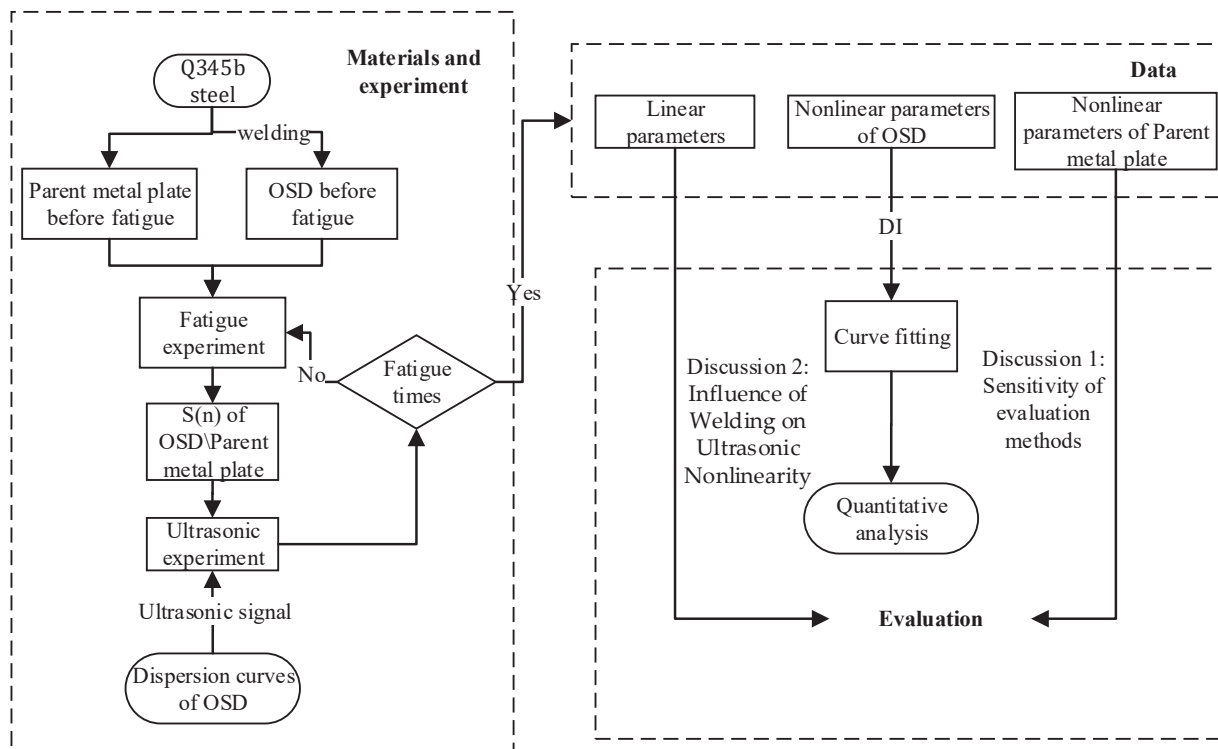 Materials and
experiment
Q345b
steel
welding
Parent metal plate
before fatigue
OSD before
fatigue
Fatigue
experiment
No
Fatigue
times
Yes
S(n) of
OSD\Parent
metal plate
Ultrasonic
experiment
Ultrasonic signal
Dispersion curves
of OSD
Data
Linear
parameters
Nonlinear parameters
of OSD
Nonlinear
parameters of Parent
metal plate
DI
Curve fitting
Discussion 2:
Influence of
Welding on
Ultrasonic
Nonlinearity
Discussion 1:
Sensitivity of
evaluation
methods
Quantitative
analysis
Evaluation